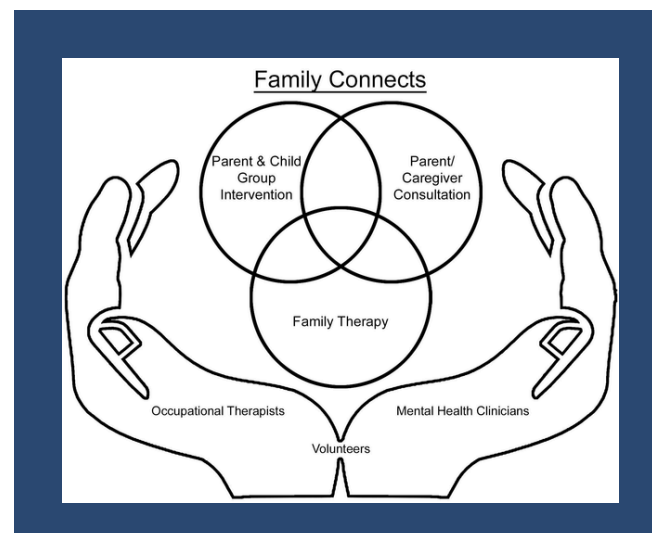 Family Connects
Parent & Child
Group
Intervention
Parent/
Caregiver
Consultation
Family Therapy
Occupational Therapists
Mental Health Clinicians
Volunteers